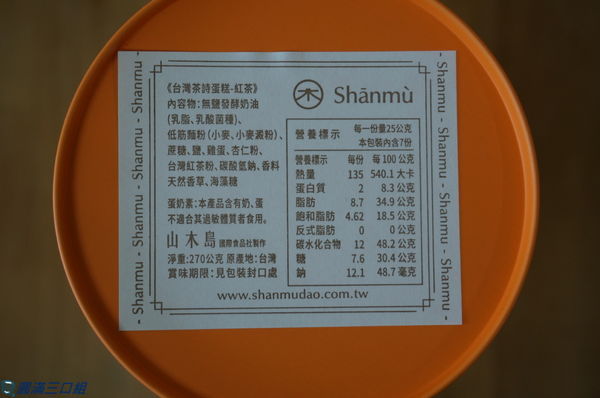 《台灣茶詩蛋糕-紅茶》
內容物:無鹽發酵奶油
(乳脂、乳酸菌種)、
低筋麵粉(小麥、小麥澱粉)、
蔗糖、鹽、雞蛋、杏仁粉、
台灣紅茶粉、碳酸氫鈉、香料
天然香草、海藻糖
蛋奶素:本產品含有奶、蛋
不適合其過敏體質者食用。
山木島 國際食品社製作
淨重:270公克 原產地:台灣
賞味期限:見包裝封口處
木 Shānmù
營養標示 每一份量25公克
本包裝內含7份
營養標示 每份 每 100 公克
熱量 135 540.1 大卡
蛋白質 2 8.3 公克
脂肪 8.7 34.9 公克
飽和脂肪 4.62 18.5 公克
反式脂肪 0 0 公克
碳水化合物 12 48.2 公克
糖 7.6 30.4 公克
鈉 12.1 48.7 毫克
www.shanmudao.com.tw
- Shanmu - Shanmu - Shanmu - Shanmu -
- Shanmu - Shanmu - Shanmu - Shanmu -
圓滿三口組